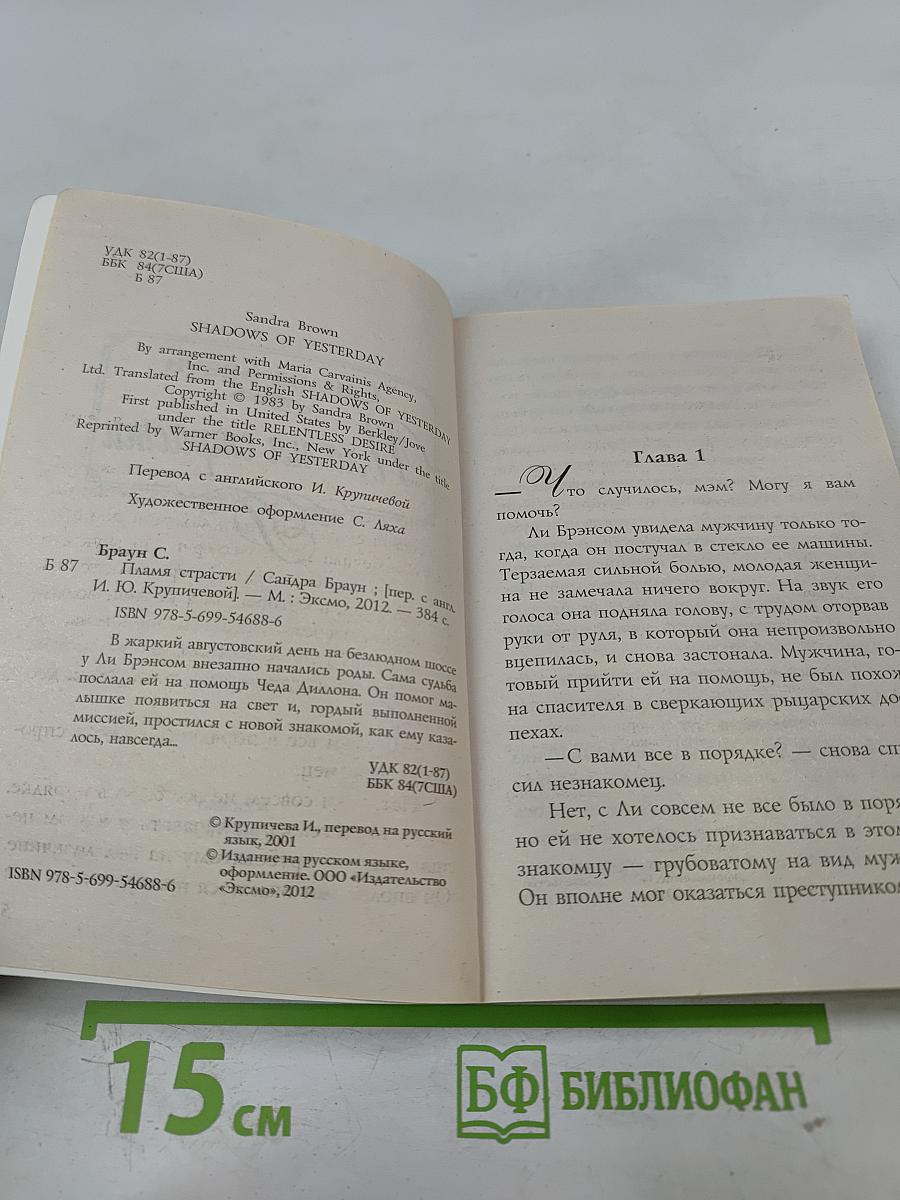 УДК 82(1-87)
ББК 84(7США)
Б 87
Sandra Brown
SHADOWS OF YESTERDAY
By arrangement with Maria Carvainis Agency,
Inc. and Permissions & Rights,
Ltd. Translated from the English SHADOWS OF YESTERDAY
Copyright © 1983 by Sandra Brown
First published in United States by Berkley/Jove
under the title RELENTLESS DESIRE
Reprinted by Warner Books, Inc., New York under the title
SHADOWS OF YESTERDAY
Перевод с английского И. Крупичевой
Художественное оформление С. Ляха
Браун С.
Б 87 Пламя страсти / Сандра Браун ; [пер. с англ.
И. Ю. Крупичевой]. — М. : Эксмо, 2012. — 384 с.
ISBN 978-5-699-54688-6
В жаркий августовский день на безлюдном шоссе
у Ли Брэнсом внезапно начались роды. Сама судьба
послала ей на помощь Чеда Диллона. Он помог ма-
лышке появиться на свет и, гордый выполненной
миссией, простился с новой знакомой, как ему каза-
лось, навсегда...
УДК 82(1-87)
ББК 84(7США)
© Крупичева И., перевод на русский
язык, 2001
© Издание на русском языке,
оформление. ООО «Издательство
«Эксмо», 2012
ISBN 978-5-699-54688-6
Глава 1
— Что случилось, мэм? Могу я вам
помочь?
Ли Брэнсом увидела мужчину только то-
гда, когда он постучал в стекло ее машины.
Терзаемая сильной болью, молодая женщи-
на не замечала ничего вокруг. На звук его
голоса она подняла голову, с трудом оторвав
руки от руля, в который она непроизвольно
вцепилась, и снова застонала. Мужчина, го-
товый прийти ей на помощь, не был похож
на спасителя в сверкающих рыцарских дос
пехах.
— С вами все в порядке? — снова сп
сил незнакомец.
Нет, с Ли совсем не все было в поря
но ей не хотелось признаваться в этом
знакомцу — грубоватому на вид муж
Он вполне мог оказаться преступником
15 см
БФ БИБЛИОФАН